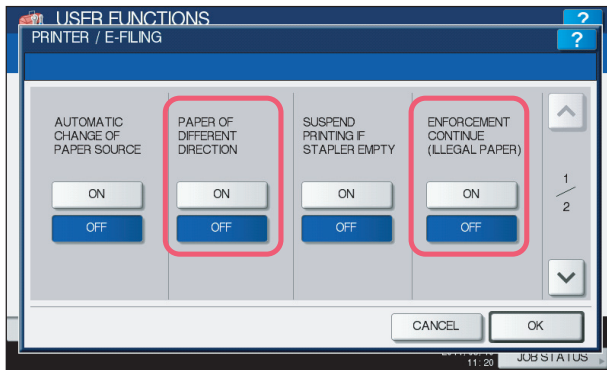 USER FUNCTIONS
?
PRINTER / E-FILING
?
AUTOMATIC
CHANGE OF
PAPER SOURCE
ON
OFF
PAPER OF
DIFFERENT
DIRECTION
ON
OFF
SUSPEND
PRINTING IF
STAPLER EMPTY
ON
OFF
ENFORCEMENT
CONTINUE
(ILLEGAL PAPER)
ON
OFF
1
2
CANCEL
OK
11:20
JOB STATUS